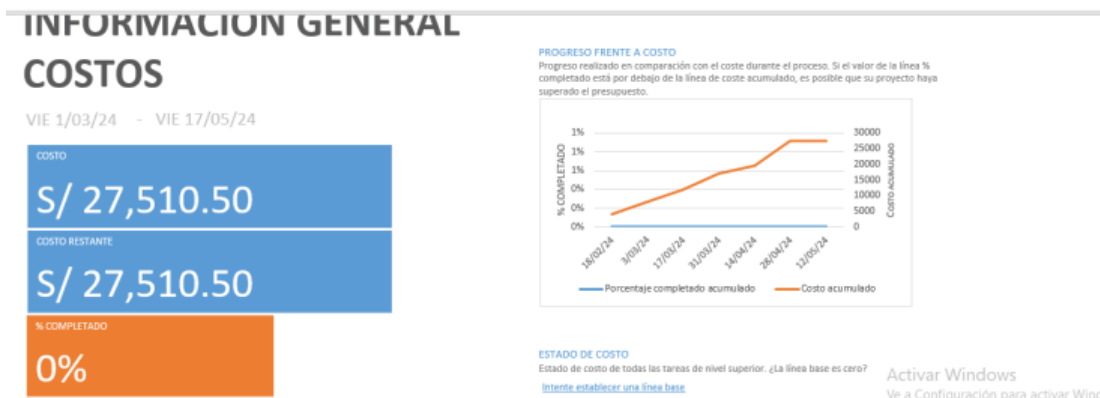 INFORMACIÓN GENERAL
COSTOS
VIE 1/03/24 - VIE 17/05/24
COSTO
S/ 27,510.50
COSTO RESTANTE
S/ 27,510.50
% COMPLETADO
0%
PROGRESO FRENTE A COSTO
Progreso realizado en comparación con el coste durante el proceso. Si el valor de la línea %
completado está por debajo de la línea de coste acumulado, es posible que su proyecto haya
superado el presupuesto.
% COMPLETADO
1%
1%
1%
0%
0%
0%
30000
25000
20000
15000
10000
5000
0
COSTO ACUMULADO
18/02/24
3/03/24
17/03/24
31/03/24
14/04/24
28/04/24
12/05/24
Porcentaje completado acumulado
Costo acumulado
ESTADO DE COSTO
Estado de costo de todas las tareas de nivel superior. ¿La línea base es cero?
Intente establecer una línea base
Activar Windows
Ve a Configuración para activar Wind